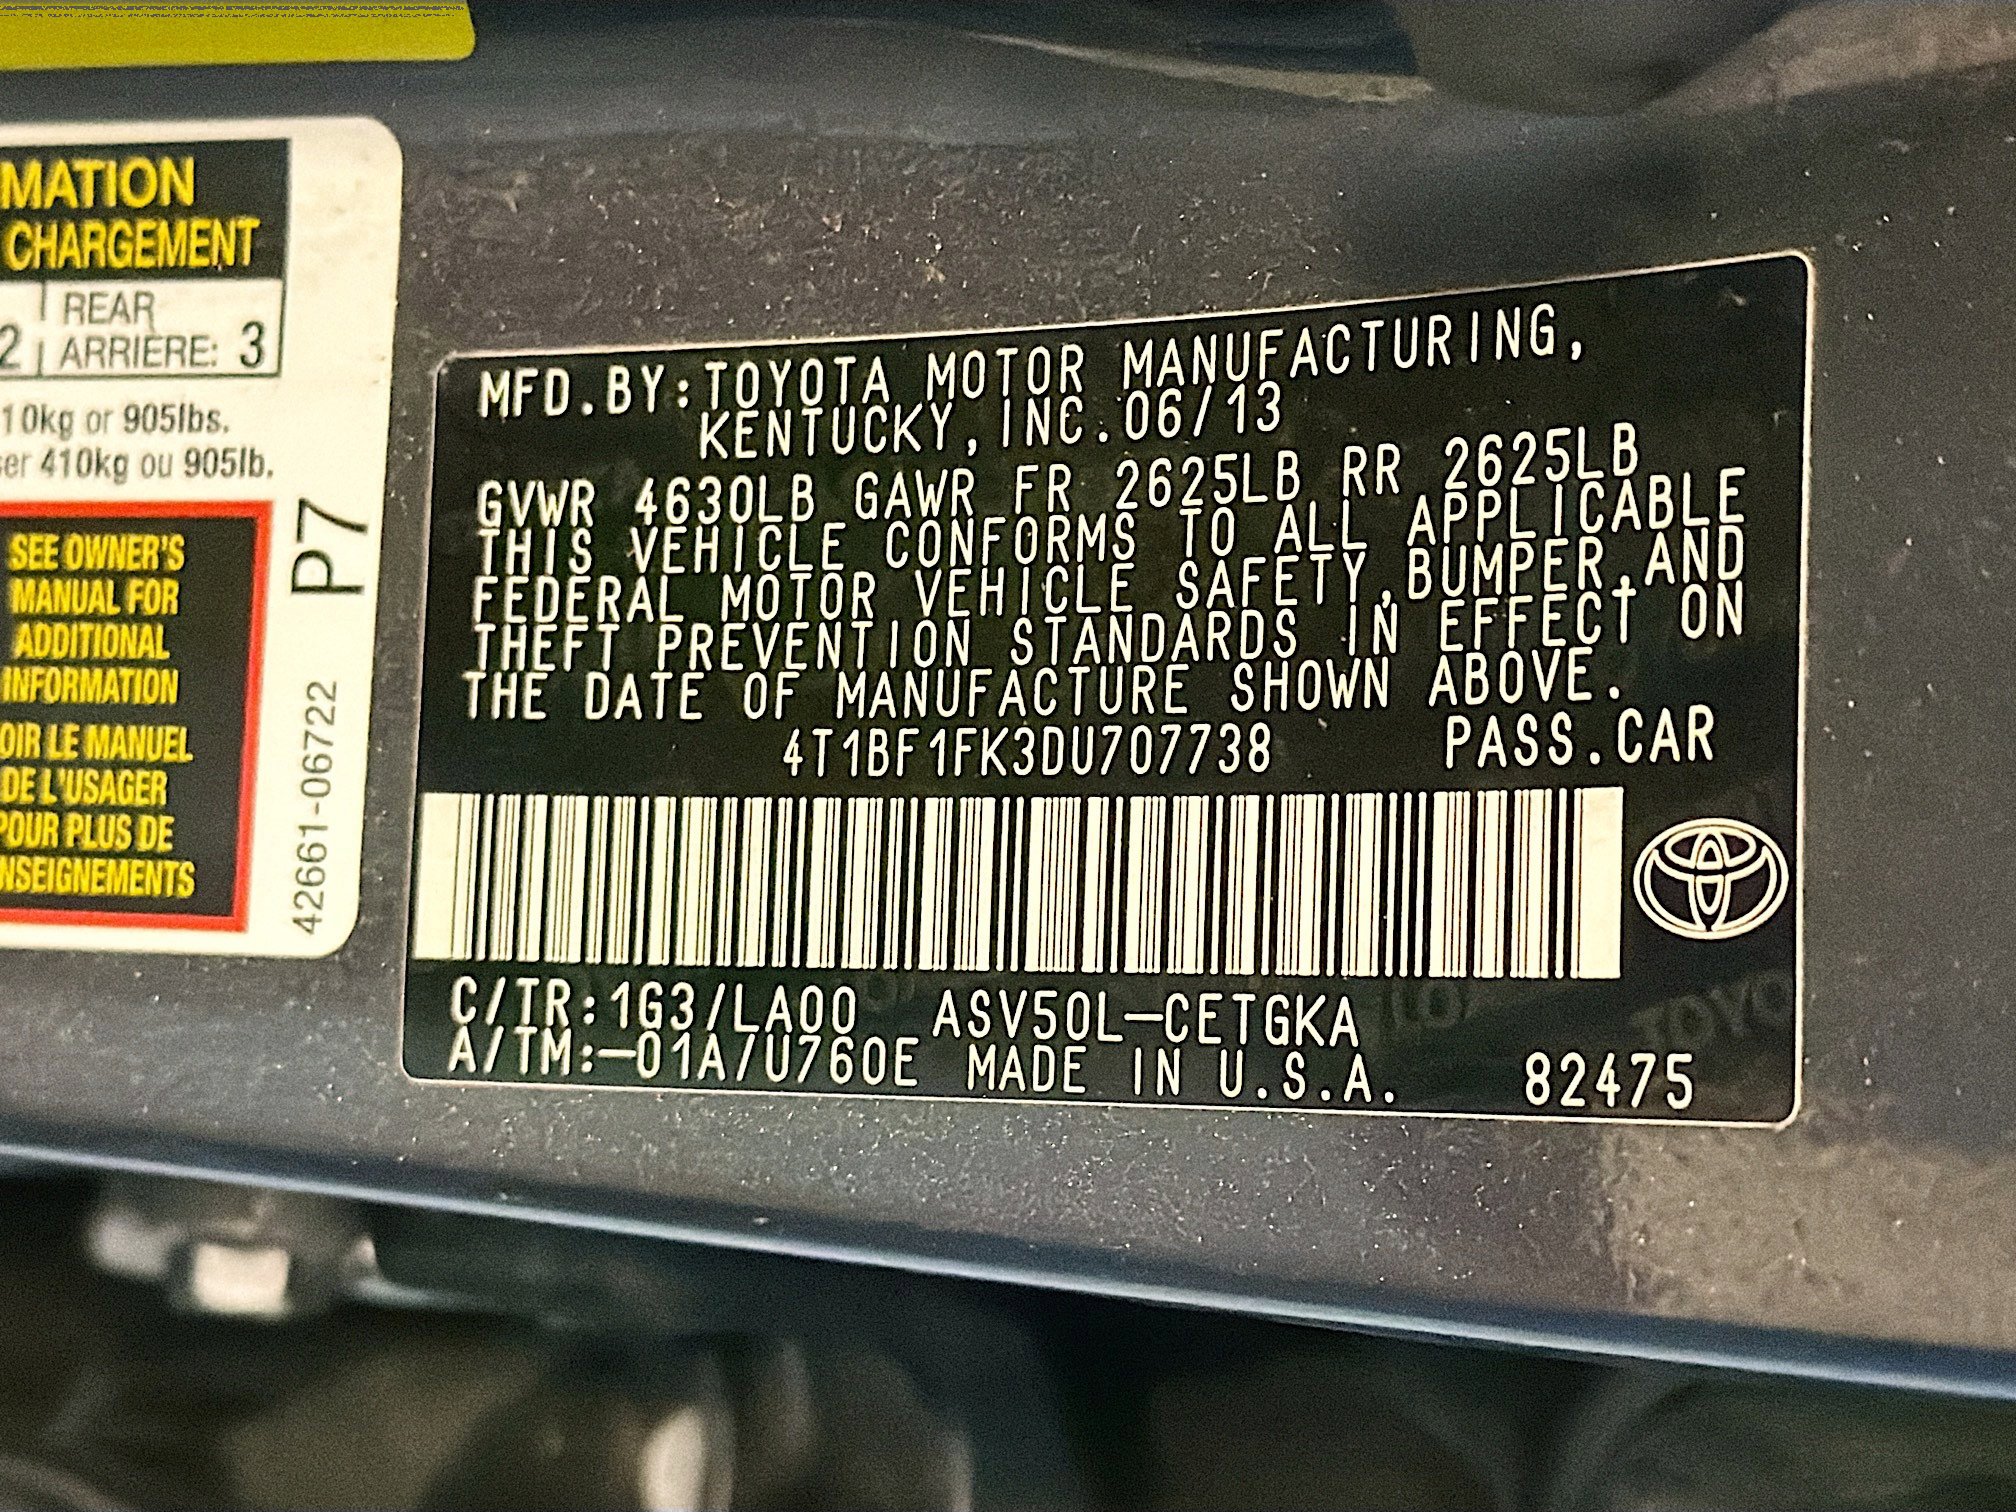 MATION
CHARGEMENT
2 REAR
ARRIÈRE: 3
10kg or 905lbs.
er 410kg ou 905lb.
SEE OWNER'S
MANUAL FOR
ADDITIONAL
INFORMATION
OIR LE MANUEL
DE L'USAGER
POUR PLUS DE
NSEIGNEMENTS
42661-06722 P7
MFD.BY:TOYOTA MOTOR MANUFACTURING,
KENTUCKY,INC.06/13
GVWR 4630LB GAWR FR 2625LB RR 2625LB
THIS VEHICLE CONFORMS TO ALL APPLICABLE
FEDERAL MOTOR VEHICLE SAFETY,BUMPER,AND
THEFT PREVENTION STANDARDS IN EFFECT ON
THE DATE OF MANUFACTURE SHOWN ABOVE.
4T1BF1FK3DU707738 PASS.CAR
C/TR:1G3/LA00 ASV50L-CETGKA
A/TM:-01A/U760E MADE IN U.S.A. 82475
TOYO